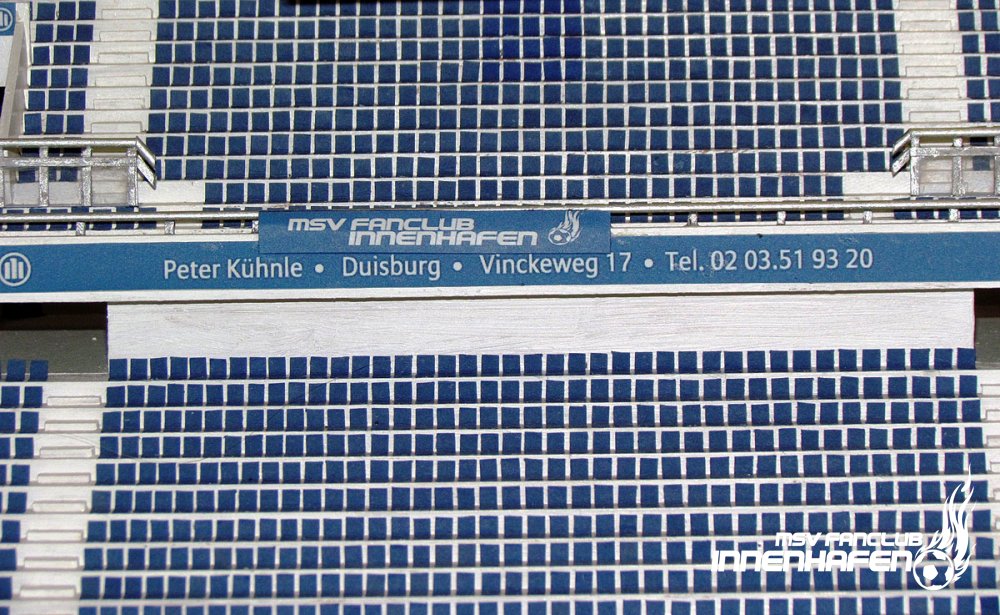 MSV FANCLUB
INNENHAFEN
Peter Kühnle • Duisburg • Vinckeweg 17 • Tel. 02 03.51 93 20
MSV FANCLUB
INNENHAFEN